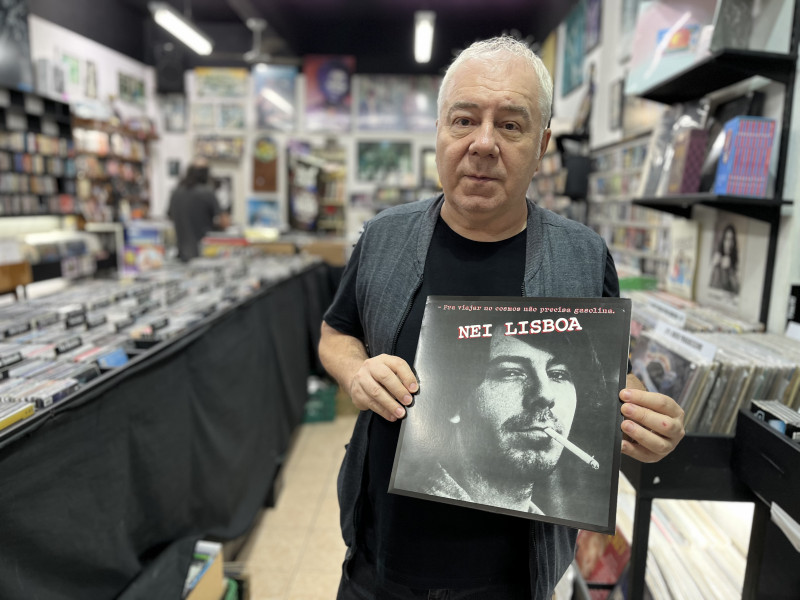 - Pra viajar no cosmos não precisa gasolina.
NEI LISBOA